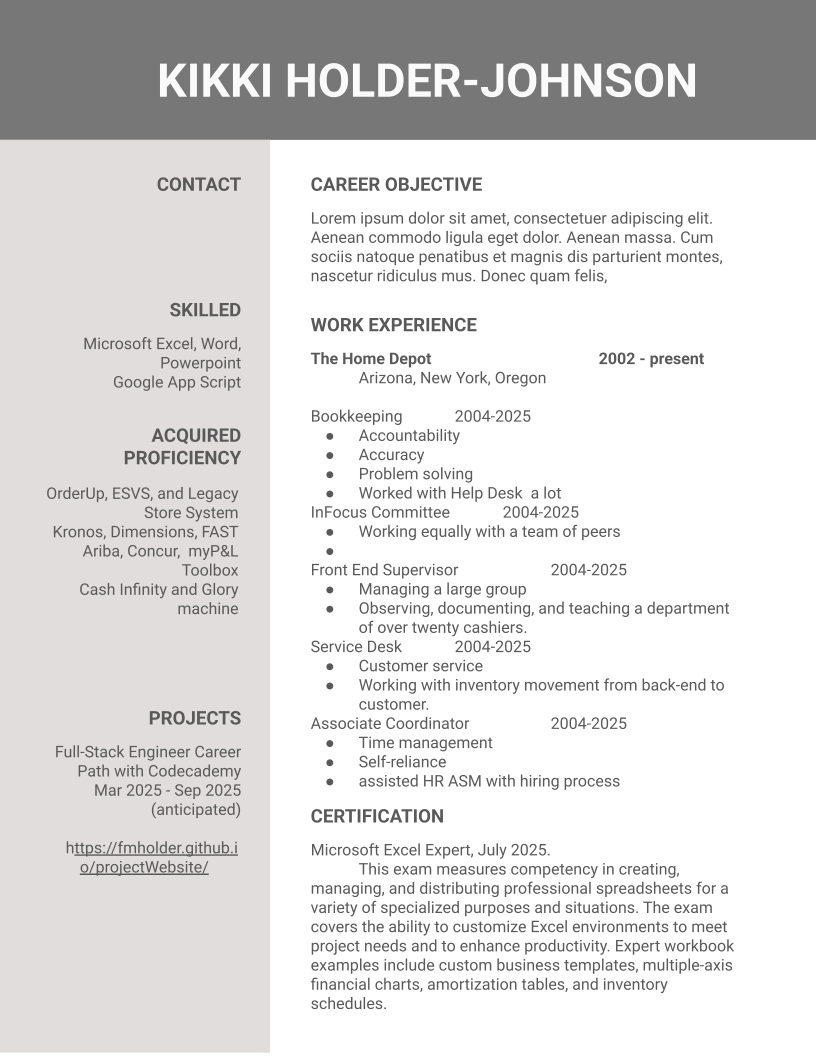 KIKKI HOLDER-JOHNSON
CONTACT
SKILLED
Microsoft Excel, Word,
Powerpoint
Google App Script
ACQUIRED
PROFICIENCY
OrderUp, ESVS, and Legacy
Store System
Kronos, Dimensions, FAST
Ariba, Concur,  myP&L
Toolbox
Cash Infinity and Glory
machine
PROJECTS
Full-Stack Engineer Career
Path with Codecademy
Mar 2025 - Sep 2025
(anticipated)
https://fmholder.github.i
o/projectWebsite/
CAREER OBJECTIVE
Lorem ipsum dolor sit amet, consectetuer adipiscing elit.
Aenean commodo ligula eget dolor. Aenean massa. Cum
sociis natoque penatibus et magnis dis parturient montes,
nascetur ridiculus mus. Donec quam felis,
WORK EXPERIENCE
The Home Depot 2002 - present
Arizona, New York, Oregon
Bookkeeping 2004-2025
● Accountability
● Accuracy
● Problem solving
● Worked with Help Desk  a lot
InFocus Committee 2004-2025
● Working equally with a team of peers
●
Front End Supervisor 2004-2025
● Managing a large group
● Observing, documenting, and teaching a department
of over twenty cashiers.
Service Desk 2004-2025
● Customer service
● Working with inventory movement from back-end to
customer.
Associate Coordinator 2004-2025
● Time management
● Self-reliance
● assisted HR ASM with hiring process
CERTIFICATION
Microsoft Excel Expert, July 2025.
This exam measures competency in creating,
managing, and distributing professional spreadsheets for a
variety of specialized purposes and situations. The exam
covers the ability to customize Excel environments to meet
project needs and to enhance productivity. Expert workbook
examples include custom business templates, multiple-axis
financial charts, amortization tables, and inventory
schedules.